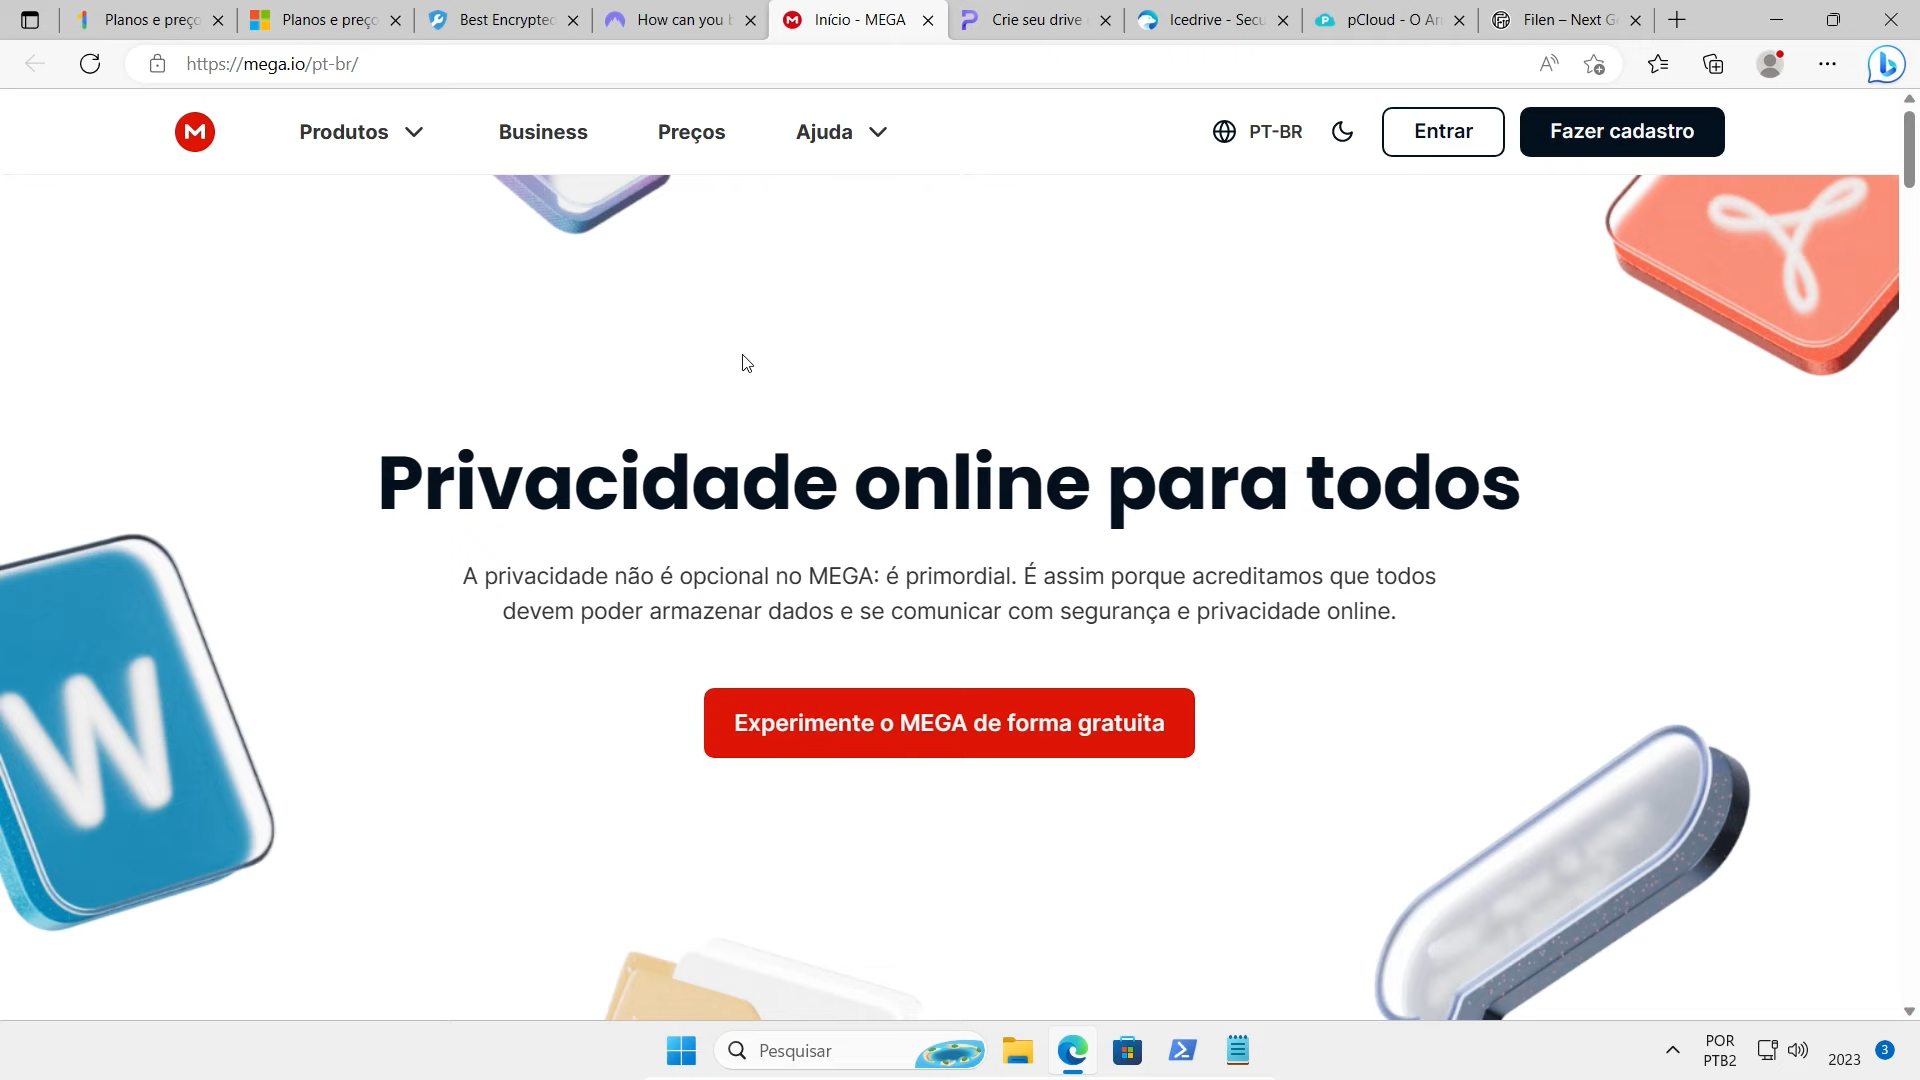 Planos e preço
Planos e preço
Best Encrypted
How can you b
Início - MEGA
Crie seu drive
Icedrive - Secu
pCloud - O Ar
Filen – Next G
https://mega.io/pt-br/
Produtos
Business
Preços
Ajuda
PT-BR
Entrar
Fazer cadastro
Privacidade online para todos
A privacidade não é opcional no MEGA: é primordial. É assim porque acreditamos que todos
devem poder armazenar dados e se comunicar com segurança e privacidade online.
Experimente o MEGA de forma gratuita
W
Pesquisar
POR
PTB2
2023
3